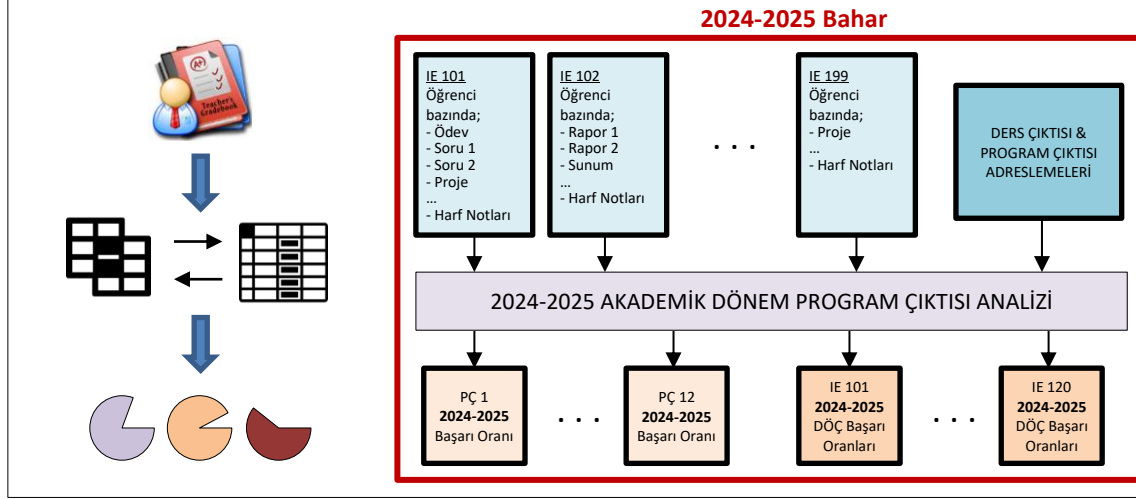 2024-2025 Bahar
A+
Teacher's
Gradebook
IE 101
Öğrenci
bazında;
- Ödev
- Soru 1
- Soru 2
- Proje
...
- Harf Notları
IE 102
Öğrenci
bazında;
- Rapor 1
- Rapor 2
- Sunum
...
- Harf Notları
. . .
IE 199
Öğrenci
bazında;
- Proje
...
- Harf Notları
DERS ÇIKTISI &
PROGRAM ÇIKTISI
ADRESLEMELERİ
2024-2025 AKADEMİK DÖNEM PROGRAM ÇIKTISI ANALİZİ
PÇ 1
2024-2025
Başarı Oranı
. . .
PÇ 12
2024-2025
Başarı Oranı
IE 101
2024-2025
DÖÇ Başarı
Oranları
. . .
IE 120
2024-2025
DÖÇ Başarı
Oranları